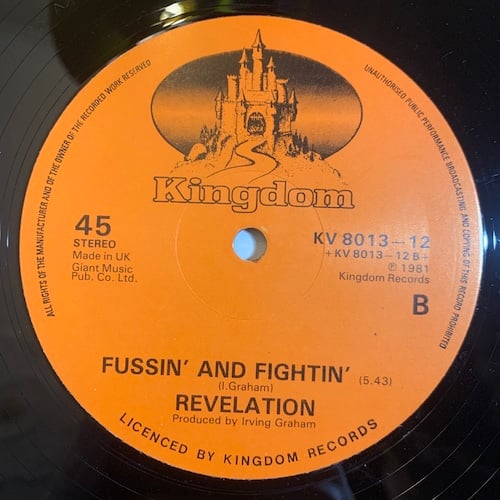 ALL RIGHTS OF THE MANUFACTURER AND OF THE OWNER OF THE RECORDED WORK RESERVED
UNAUTHORISED PUBLIC PERFORMANCE BROADCASTING AND COPYING OF THIS RECORD PROHIBITED
Kingdom
45
STEREO
Made in UK
Giant Music
Pub. Co. Ltd.
KV 8013—12
+KV 8013—12 B+
℗ 1981
Kingdom Records
B
FUSSIN' AND FIGHTIN' (5.43)
(I.Graham)
REVELATION
Produced by Irving Graham
LICENCED BY KINGDOM RECORDS